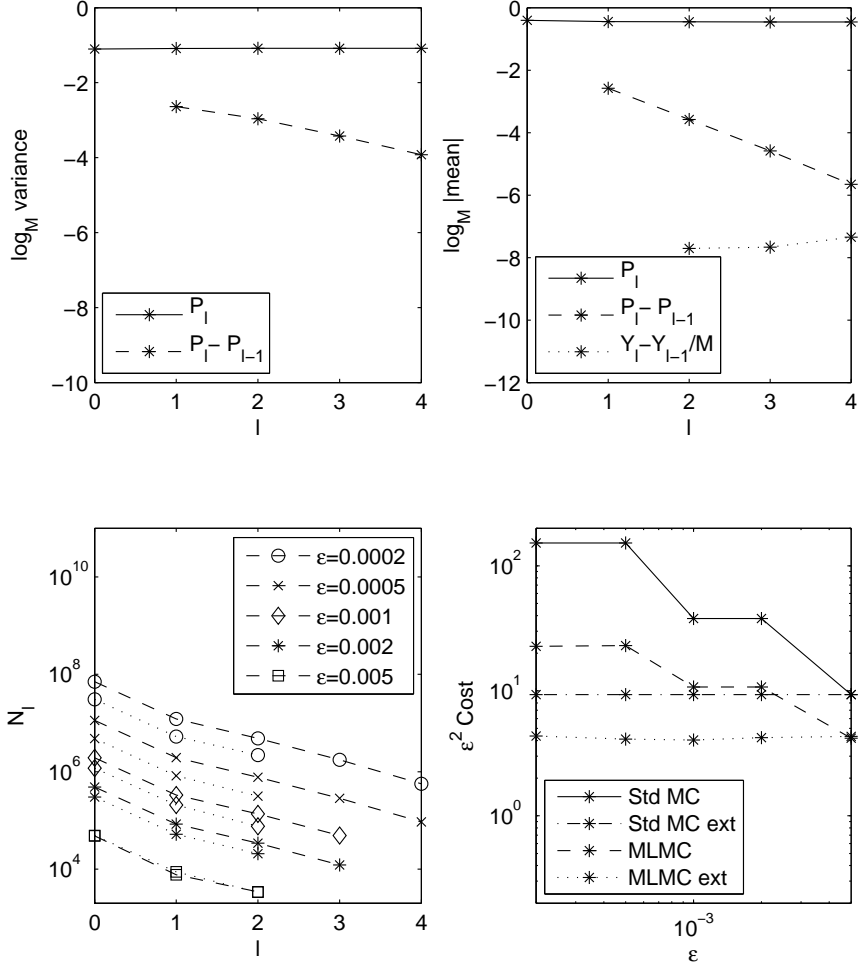 0
−2
−4
−6
−8
−10
log_M variance
0 1 2 3 4
l
P_l
P_l − P_{l−1}
0
−2
−4
−6
−8
−10
−12
log_M |mean|
0 1 2 3 4
l
P_l
P_l − P_{l−1}
Y_l − Y_{l−1}/M
10^10
10^8
10^6
10^4
N_l
0 1 2 3 4
l
ε=0.0002
ε=0.0005
ε=0.001
ε=0.002
ε=0.005
10^2
10^1
10^0
ε^2 Cost
10^−3
ε
Std MC
Std MC ext
MLMC
MLMC ext